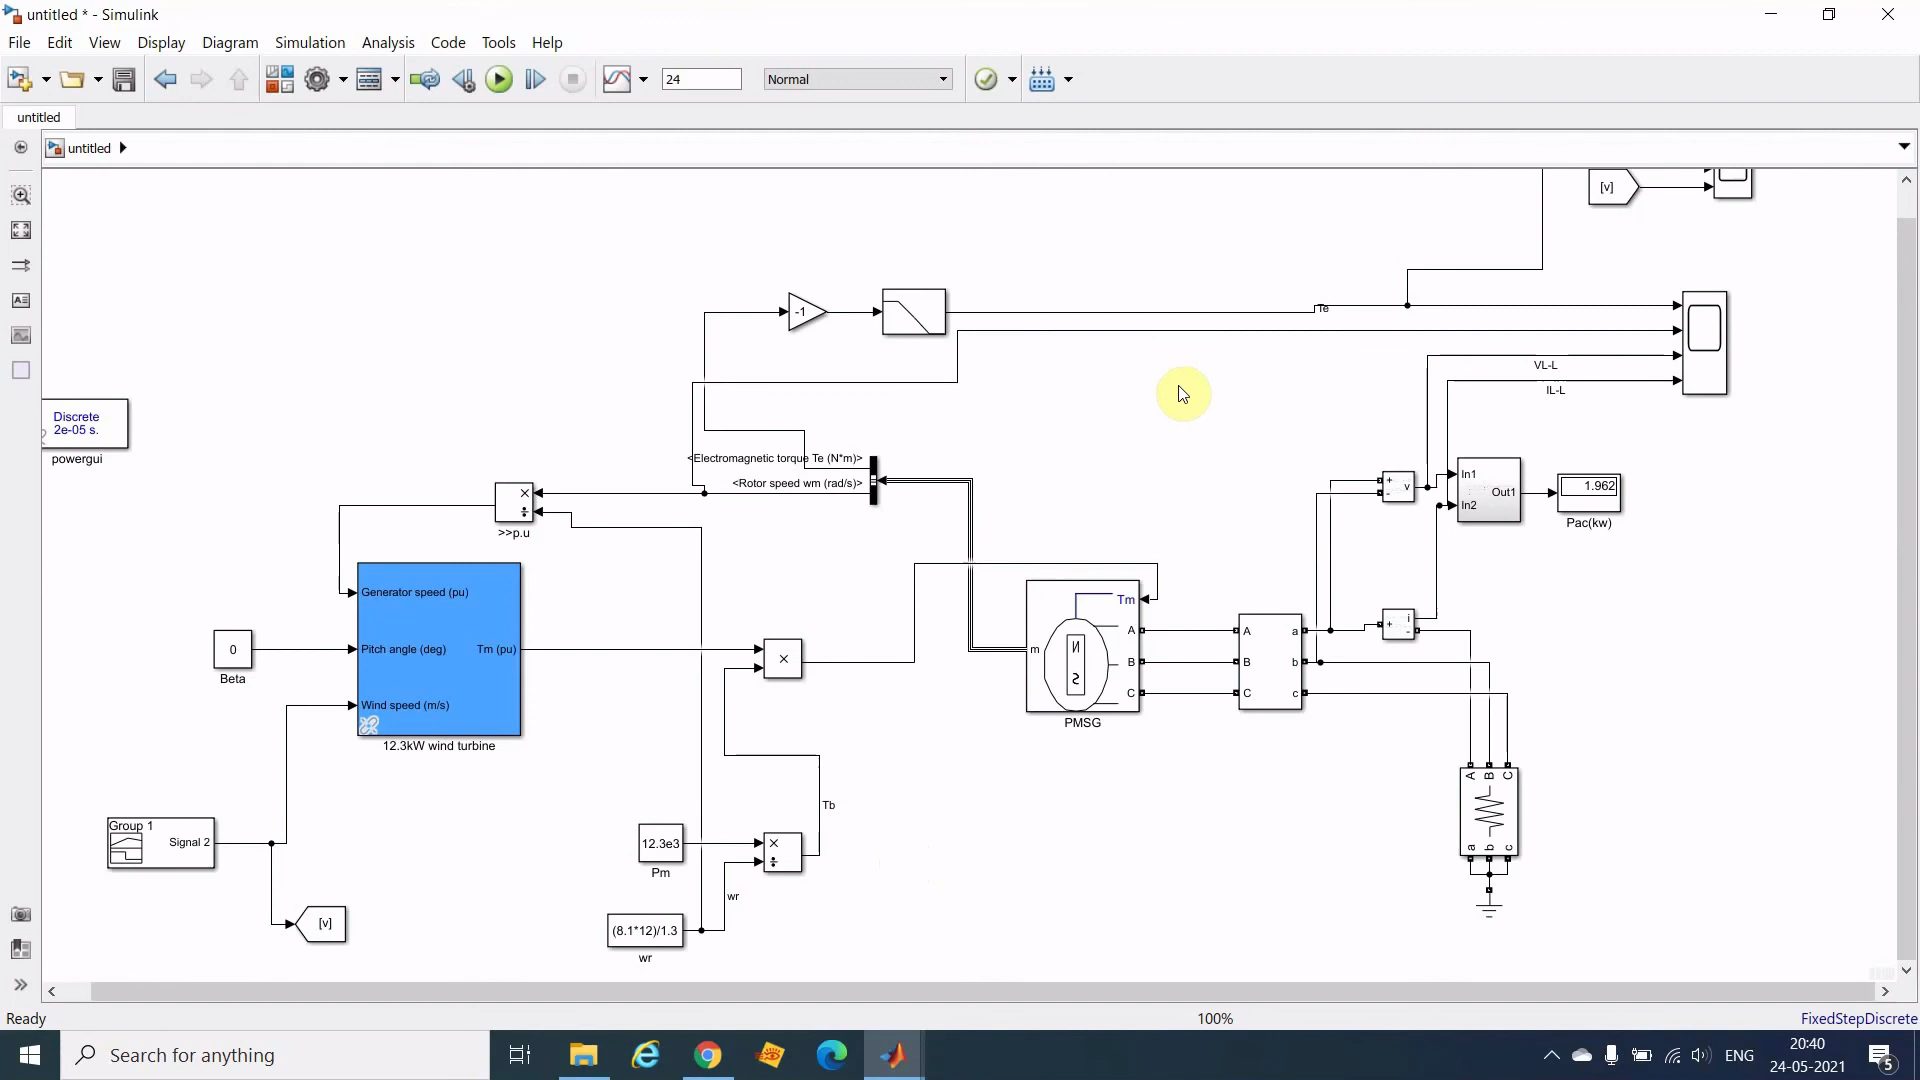 untitled * - Simulink
File Edit View Display Diagram Simulation Analysis Code Tools Help
24
Normal
untitled
untitled
[v]
-1
Te
VL-L
IL-L
Discrete
2e-05 s.
powergui
<Electromagnetic torque Te (N*m)>
<Rotor speed wm (rad/s)>
×
÷
>>p.u
+
-
v
In1
In2
Out1
1.962
Pac(kw)
Generator speed (pu)
Pitch angle (deg)
Wind speed (m/s)
Tm (pu)
12.3kW wind turbine
0
Beta
×
Tm
m
A
B
C
N
S
PMSG
A
B
C
a
b
c
+
i
-
A B C
a b c
Group 1
Signal 2
[v]
12.3e3
Pm
×
÷
Tb
wr
(8.1*12)/1.3
wr
Ready
100%
FixedStepDiscrete
Search for anything
ENG
20:40
24-05-2021
5